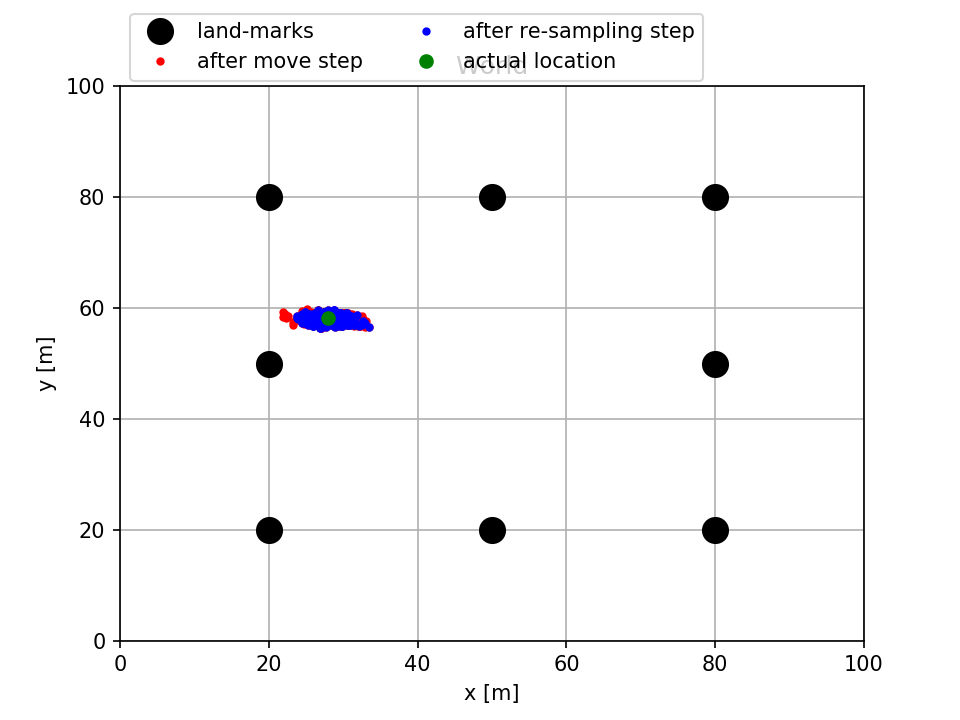 land-marks
after move step
after re-sampling step
actual location
World
100
80
60
40
20
0
y [m]
0 20 40 60 80 100
x [m]